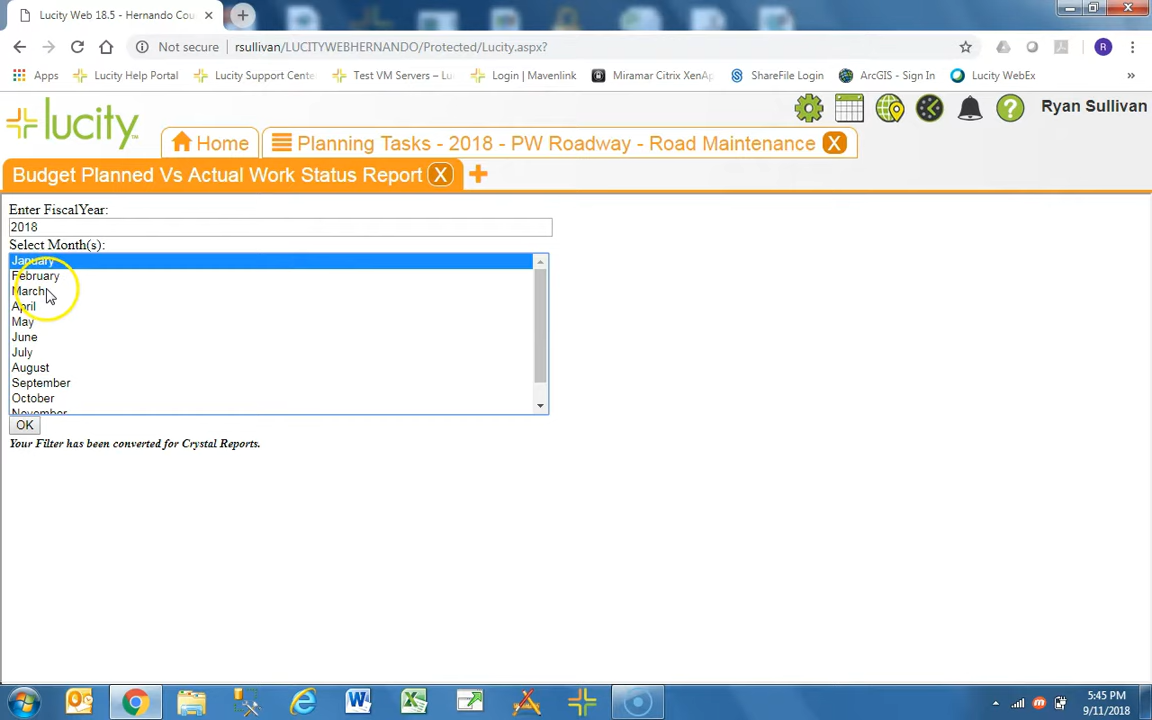 Lucity Web 18.5 - Hernando Cou
Not secure rsullivan/LUCITYWEBHERNANDO/Protected/Lucity.aspx?
R
Apps Lucity Help Portal Lucity Support Cente Test VM Servers – Lu Login | Mavenlink Miramar Citrix XenAp ShareFile Login ArcGIS - Sign In Lucity WebEx »
lucity
Ryan Sullivan
Home Planning Tasks - 2018 - PW Roadway - Road Maintenance X
Budget Planned Vs Actual Work Status Report X
Enter FiscalYear:
2018
Select Month(s):
January
February
March
April
May
June
July
August
September
October
November
OK
Your Filter has been converted for Crystal Reports.
5:45 PM
9/11/2018